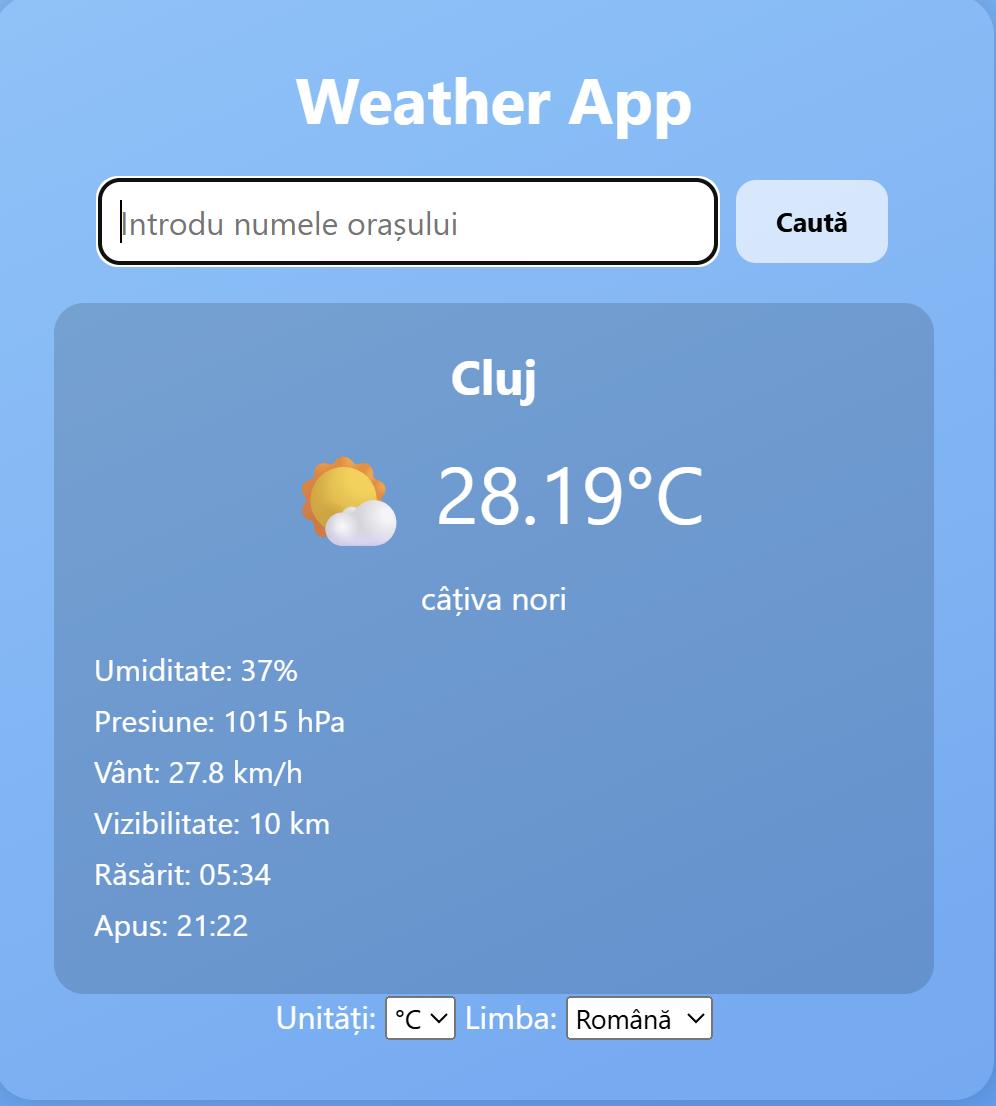 Weather App
Introdu numele orașului
Caută
Cluj
28.19°C
câțiva nori
Umiditate: 37%
Presiune: 1015 hPa
Vânt: 27.8 km/h
Vizibilitate: 10 km
Răsărit: 05:34
Apus: 21:22
Unități: °C Limba: Română